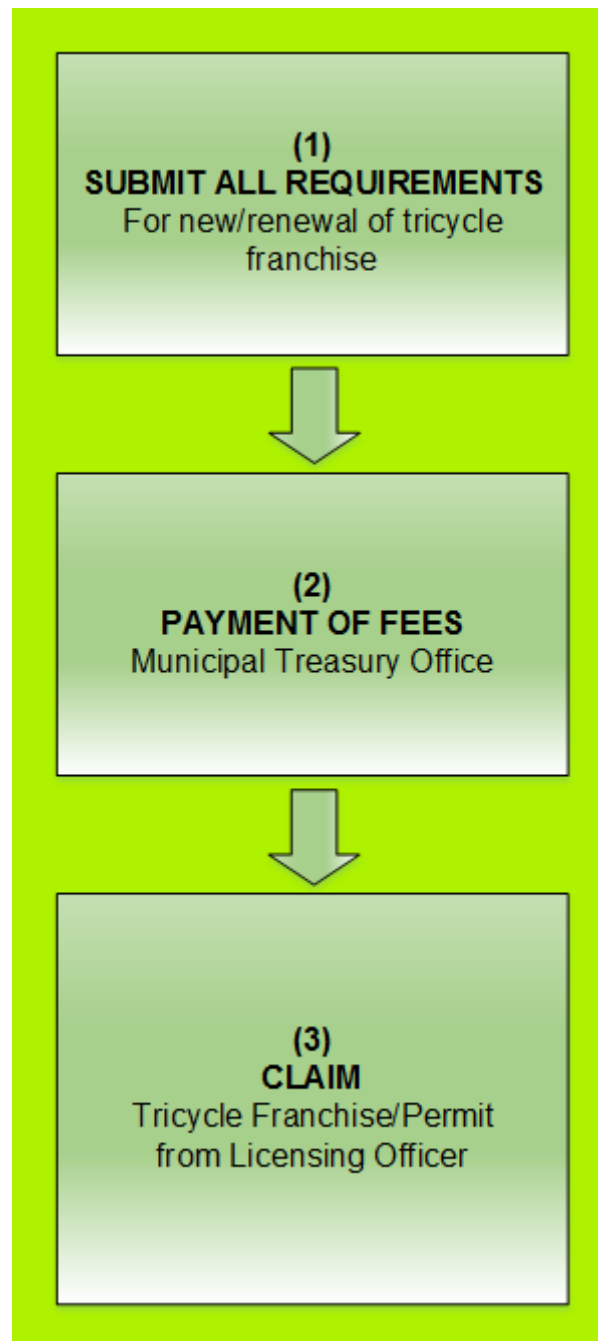 (1)
SUBMIT ALL REQUIREMENTS
For new/renewal of tricycle
franchise
(2)
PAYMENT OF FEES
Municipal Treasury Office
(3)
CLAIM
Tricycle Franchise/Permit
from Licensing Officer